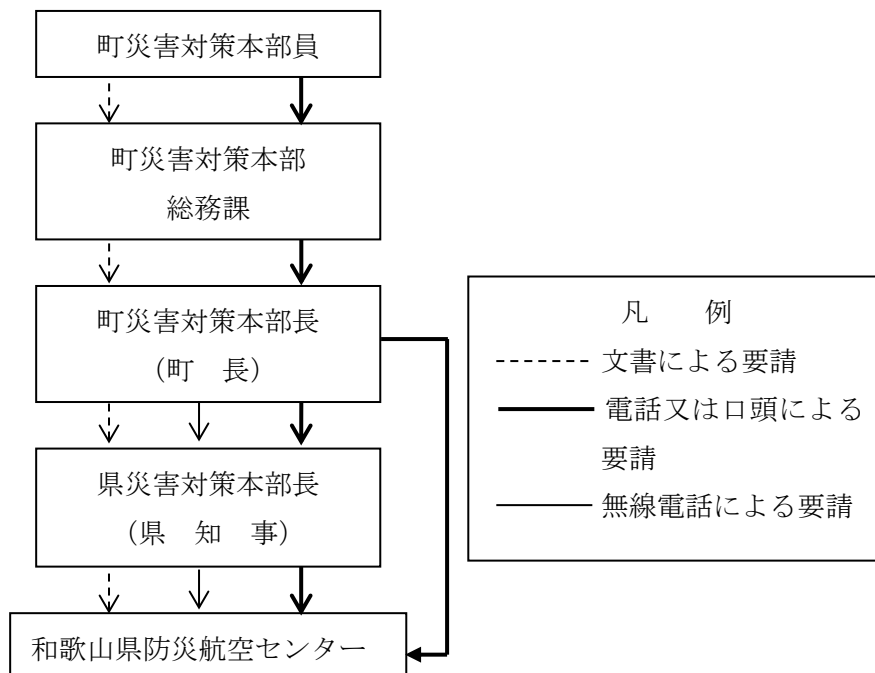 町災害対策本部員
町災害対策本部
総務課
町災害対策本部長
（町　長）
県災害対策本部長
（県　知　事）
和歌山県防災航空センター
凡　　例
文書による要請
電話又は口頭による
要請
無線電話による要請